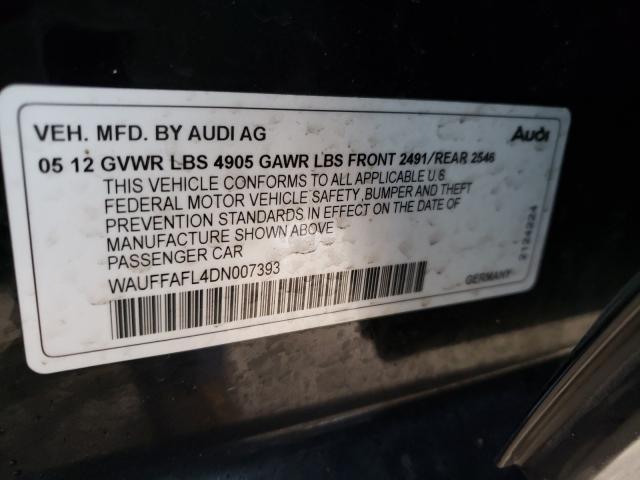 VEH. MFD. BY AUDI AG
Audi
05 12 GVWR LBS 4905 GAWR LBS FRONT 2491/REAR 2546
THIS VEHICLE CONFORMS TO ALL APPLICABLE U.S.
FEDERAL MOTOR VEHICLE SAFETY,BUMPER AND THEFT
PREVENTION STANDARDS IN EFFECT ON THE DATE OF
MANUFACTURE SHOWN ABOVE
PASSENGER CAR
WAUFFAFL4DN007393
GERMANY
2124224